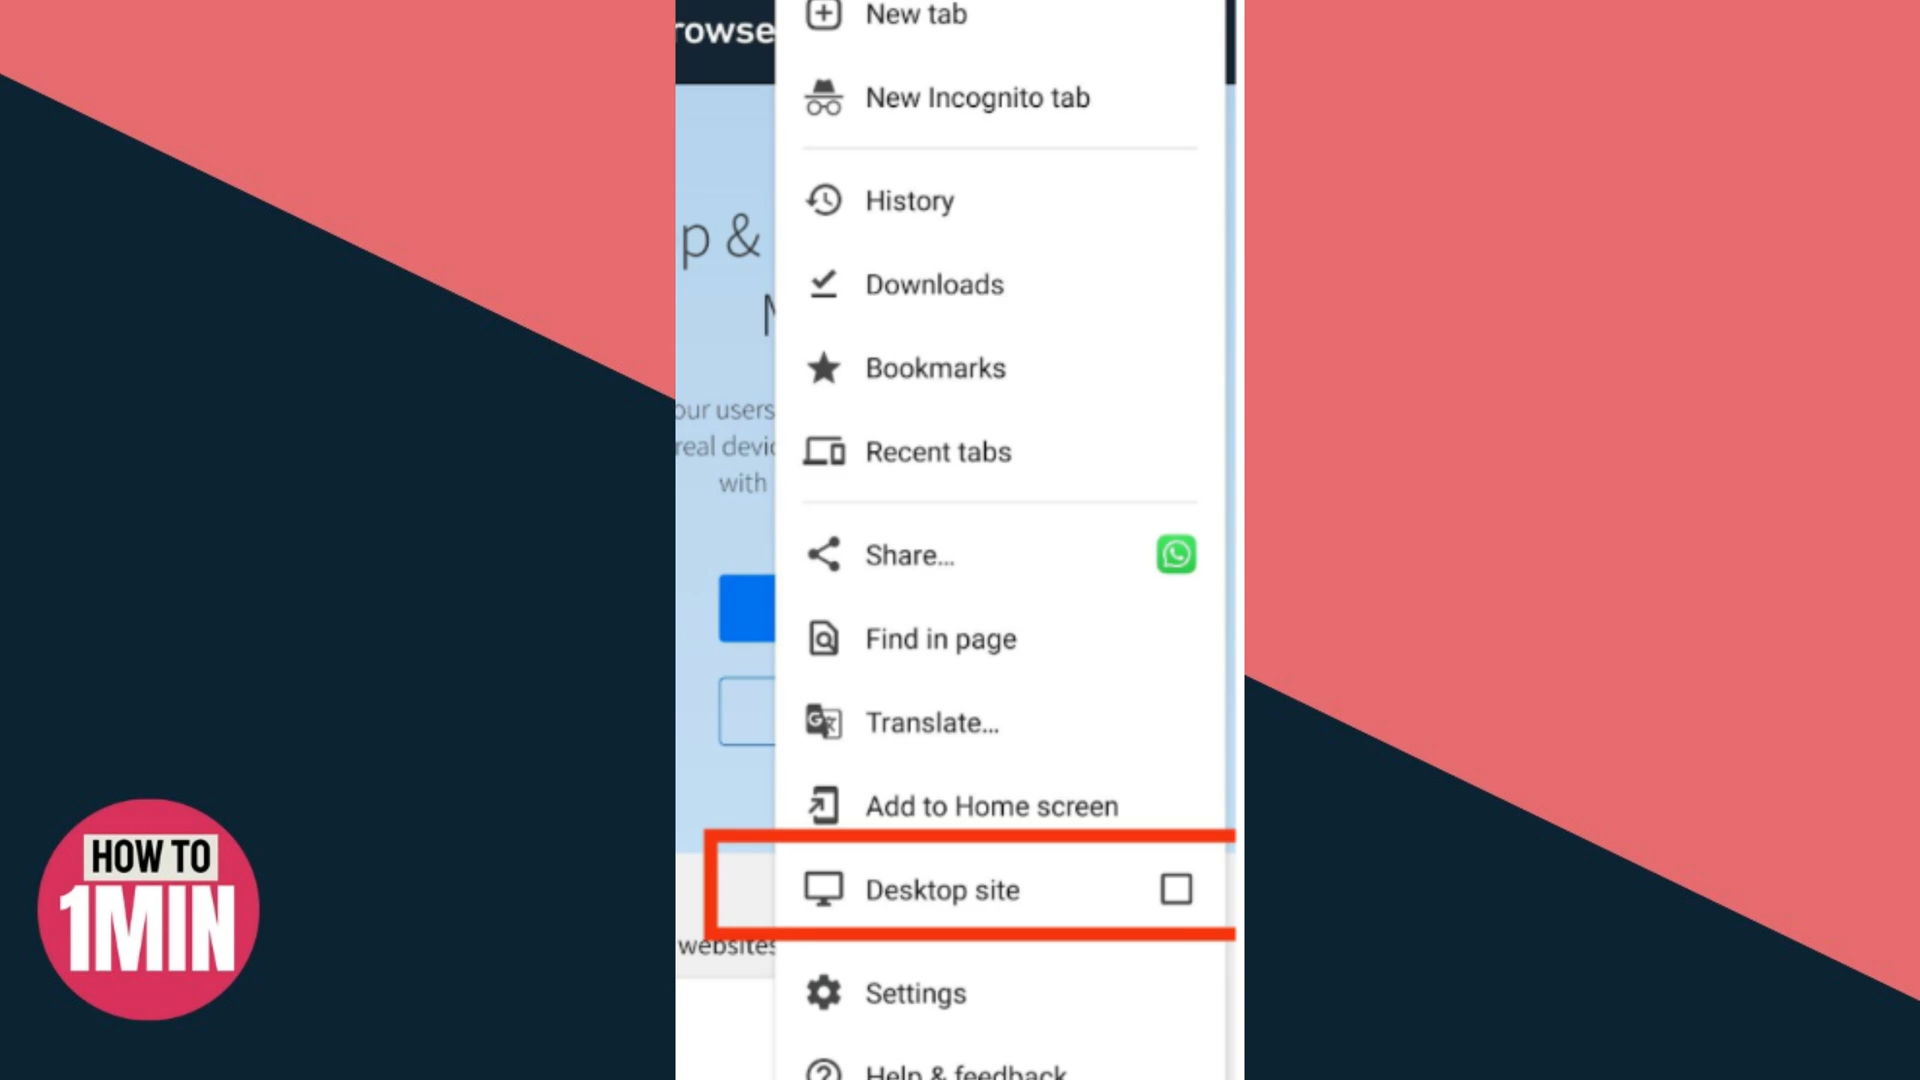 rowse
New tab
New Incognito tab
p &
History
Downloads
Bookmarks
our users
real devic
with
Recent tabs
Share...
Find in page
Translate...
Add to Home screen
Desktop site
websites
Settings
Help & feedback
HOW TO
1MIN